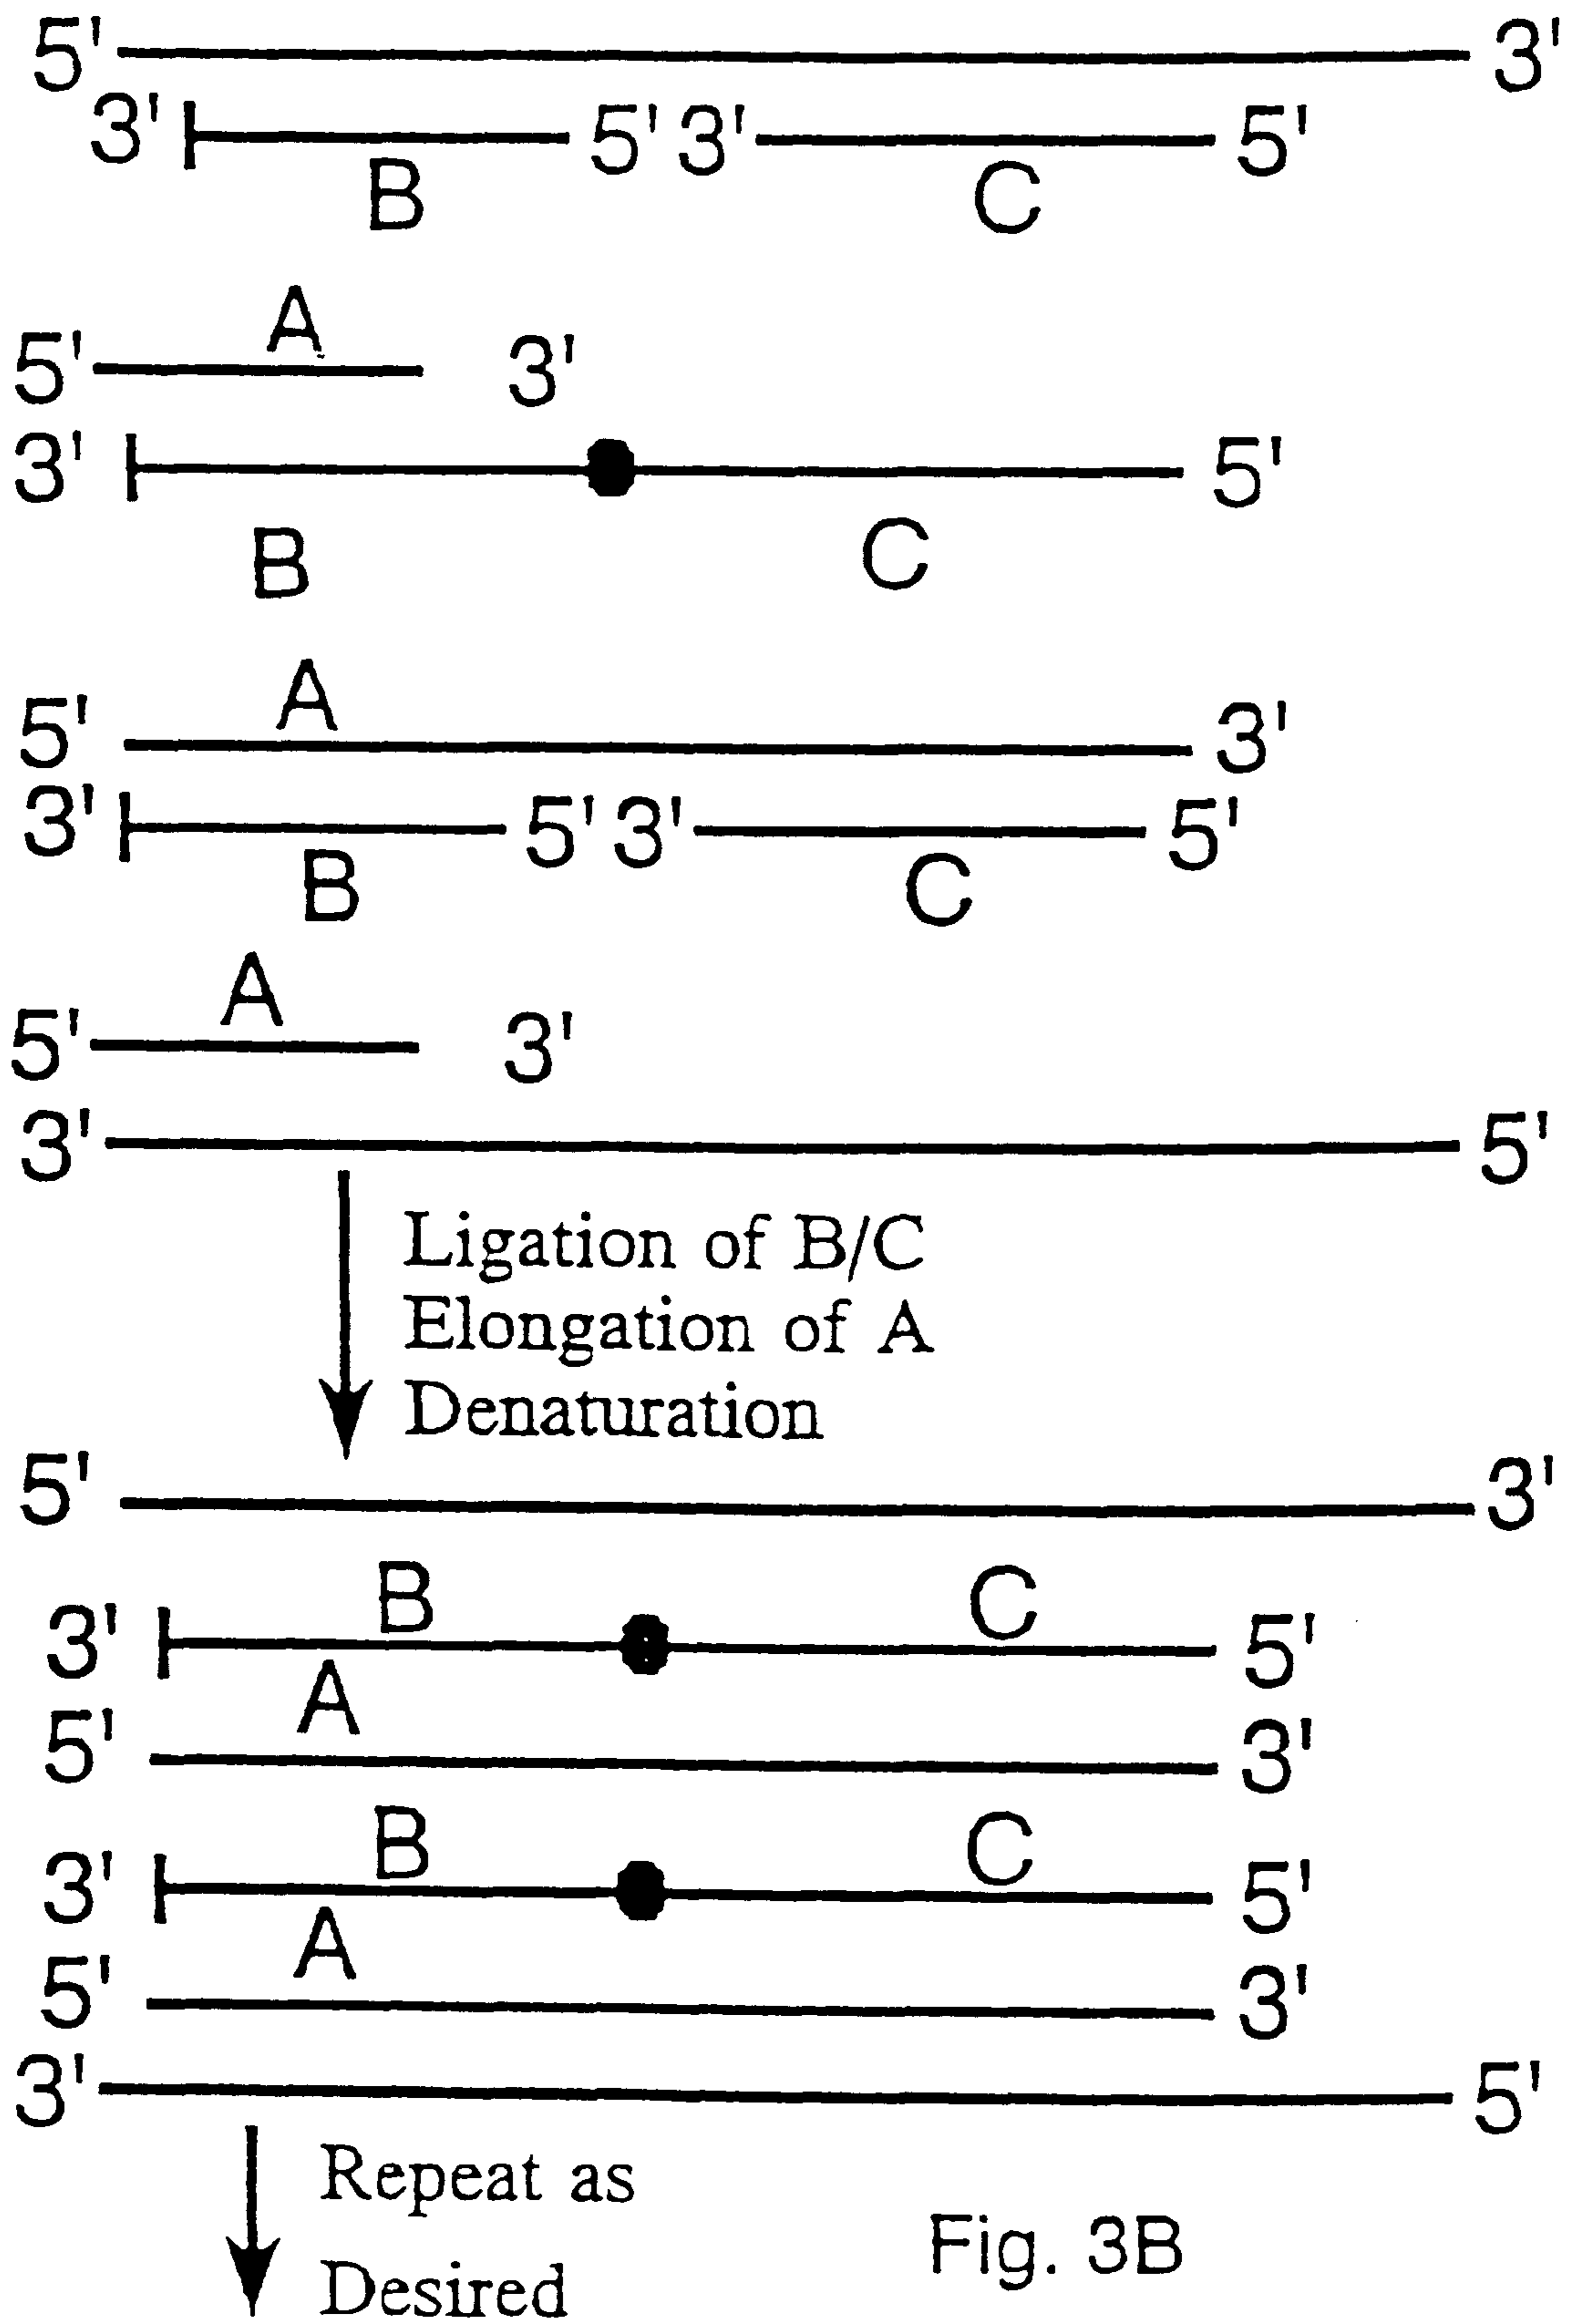 5' 3'
3' 5' 3' 5'
B C
A
5' 3'
3' 5'
B C
A
5' 3'
3' 5' 3' 5'
B C
A
5' 3'
3' 5'
Ligation of B/C
Elongation of A
Denaturation
5' 3'
B C
3' 5'
A
5' 3'
B C
3' 5'
A
5' 3'
3' 5'
Repeat as
Desired
Fig. 3B